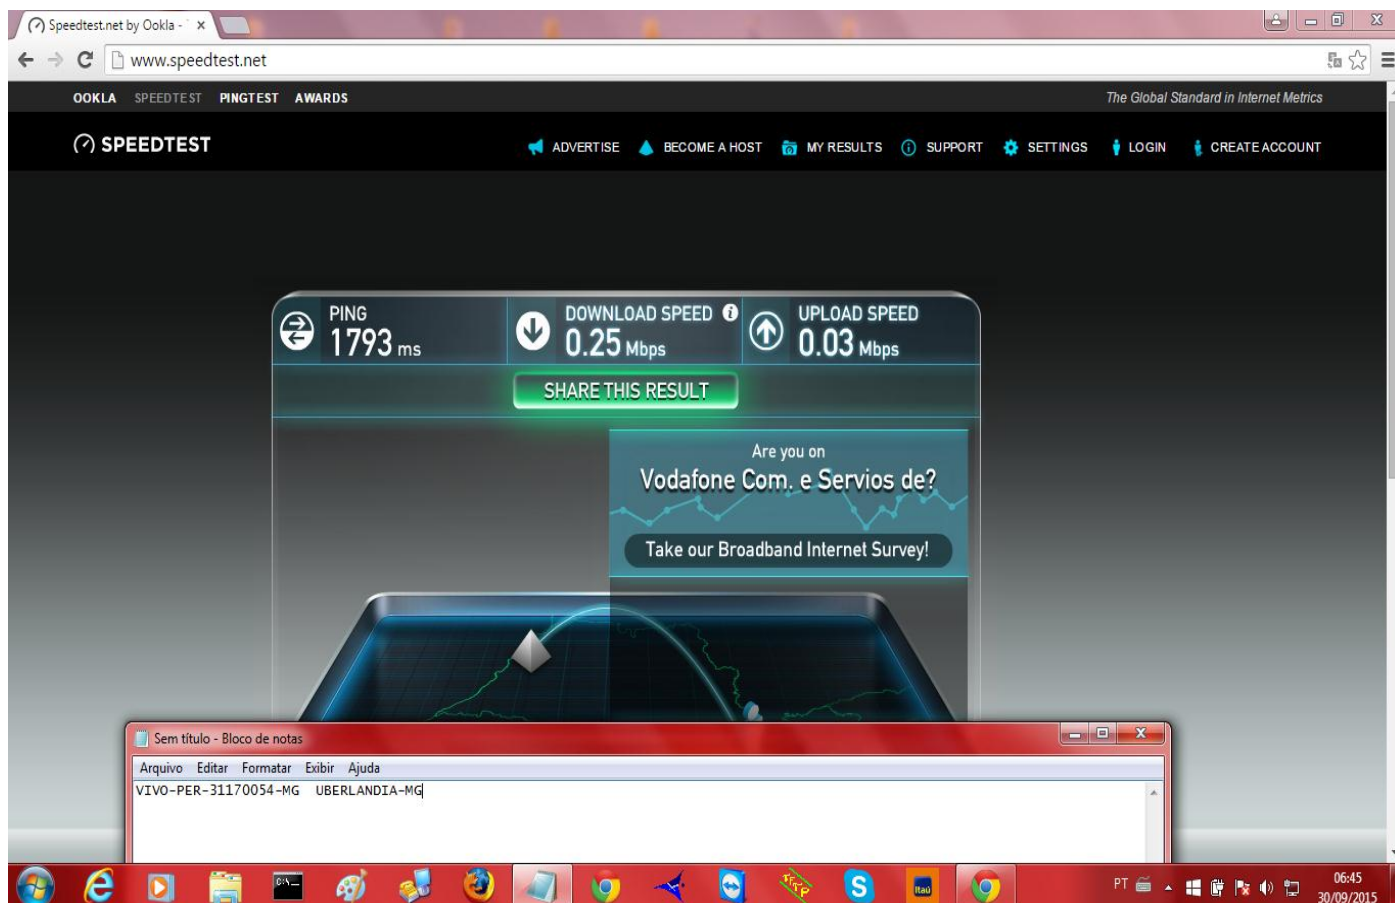 Speedtest.net by Ookla -
www.speedtest.net
OOKLA SPEEDTEST PINGTEST AWARDS
The Global Standard in Internet Metrics
SPEEDTEST
ADVERTISE BECOME A HOST MY RESULTS SUPPORT SETTINGS LOGIN CREATE ACCOUNT
PING DOWNLOAD SPEED UPLOAD SPEED
1793 ms 0.25 Mbps 0.03 Mbps
SHARE THIS RESULT
Are you on
Vodafone Com. e Servios de?
Take our Broadband Internet Survey!
Sem título - Bloco de notas
Arquivo Editar Formatar Exibir Ajuda
VIVO-PER-31170054-MG UBERLANDIA-MG
C:\_
TFTP
Itaú
PT
06:45
30/09/2015